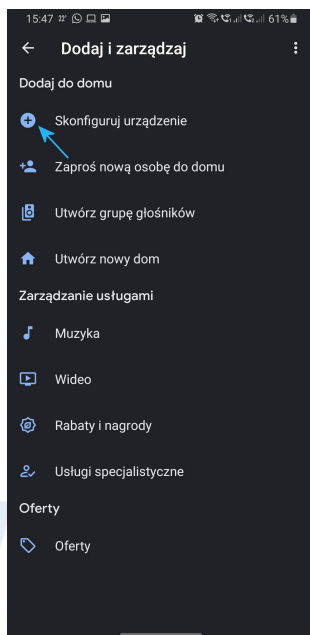 15:47 22° 61%
Dodaj i zarządzaj
Dodaj do domu
Skonfiguruj urządzenie
Zaproś nową osobę do domu
Utwórz grupę głośników
Utwórz nowy dom
Zarządzanie usługami
Muzyka
Wideo
Rabaty i nagrody
Usługi specjalistyczne
Oferty
Oferty